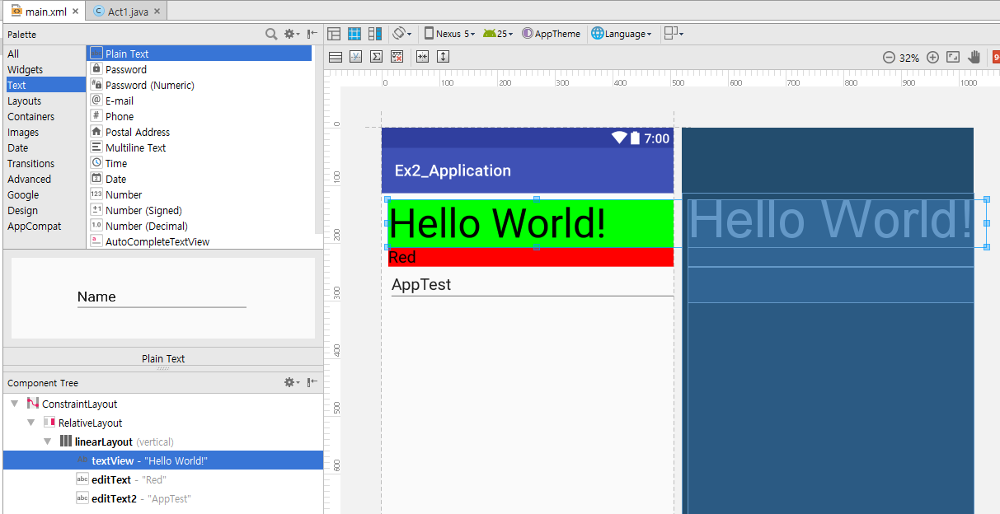 main.xml
Act1.java
Palette
Nexus 5
25
AppTheme
Language
All
Widgets
Text
Layouts
Containers
Images
Date
Transitions
Advanced
Google
Design
AppCompat
Plain Text
Password
Password (Numeric)
E-mail
Phone
Postal Address
Multiline Text
Time
Date
Number
Number (Signed)
Number (Decimal)
AutoCompleteTextView
32%
9
0 100 200 300 400 500 600 700 800 900 1000
0
100
200
300
400
500
600
7:00
Ex2_Application
Hello World!
Red
AppTest
Hello World!
Name
Plain Text
Component Tree
ConstraintLayout
RelativeLayout
linearLayout (vertical)
Ab textView - "Hello World!"
abc editText - "Red"
abc editText2 - "AppTest"